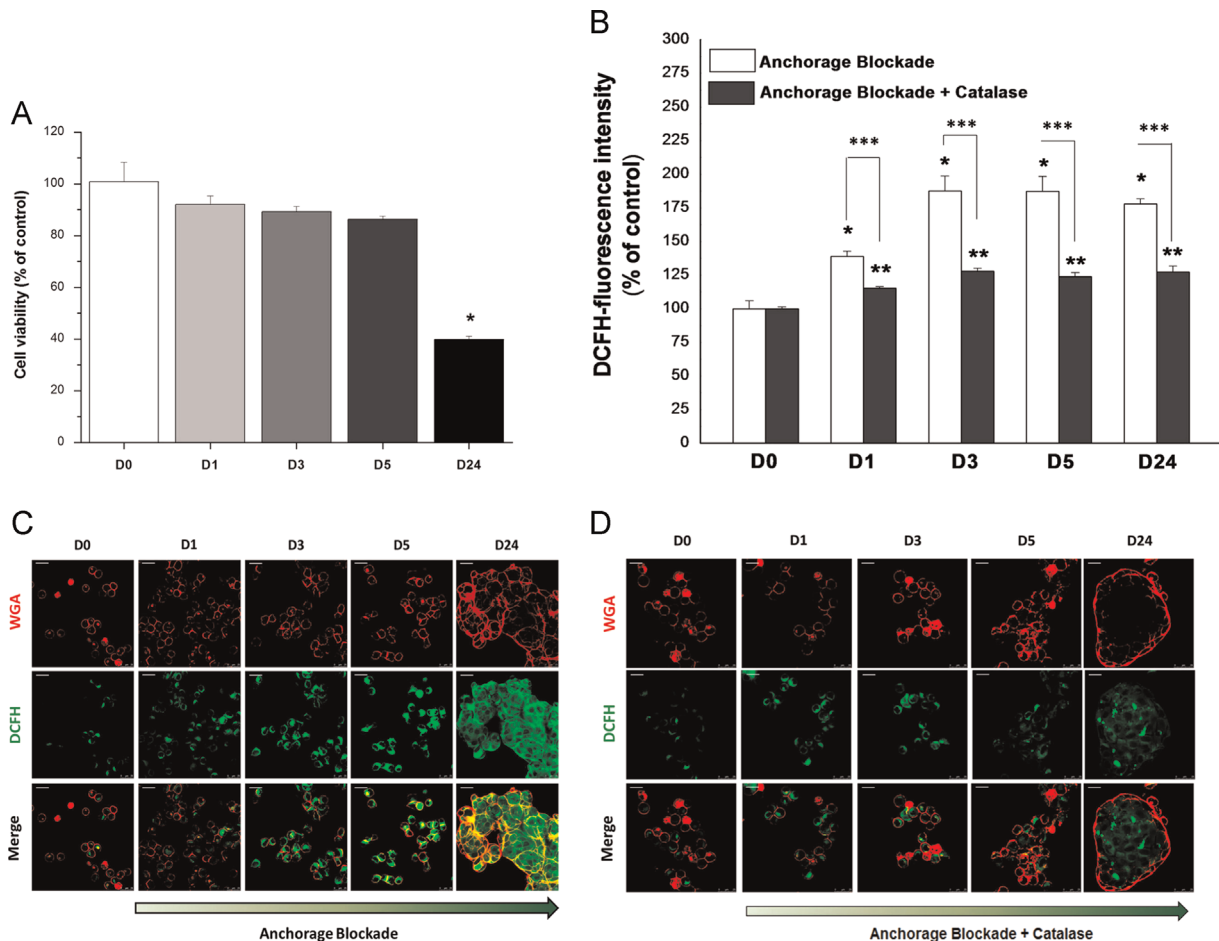 A
Cell viability (% of control)
120
100
80
60
40
20
0
*
D0 D1 D3 D5 D24
B
DCFH-fluorescence intensity
(% of control)
300
275
250
225
200
175
150
125
100
75
50
25
0
Anchorage Blockade
Anchorage Blockade + Catalase
*** *** *** ***
* * * *
** ** ** **
D0 D1 D3 D5 D24
C
D0 D1 D3 D5 D24
WGA
DCFH
Merge
Anchorage Blockade
D
D0 D1 D3 D5 D24
WGA
DCFH
Merge
Anchorage Blockade + Catalase